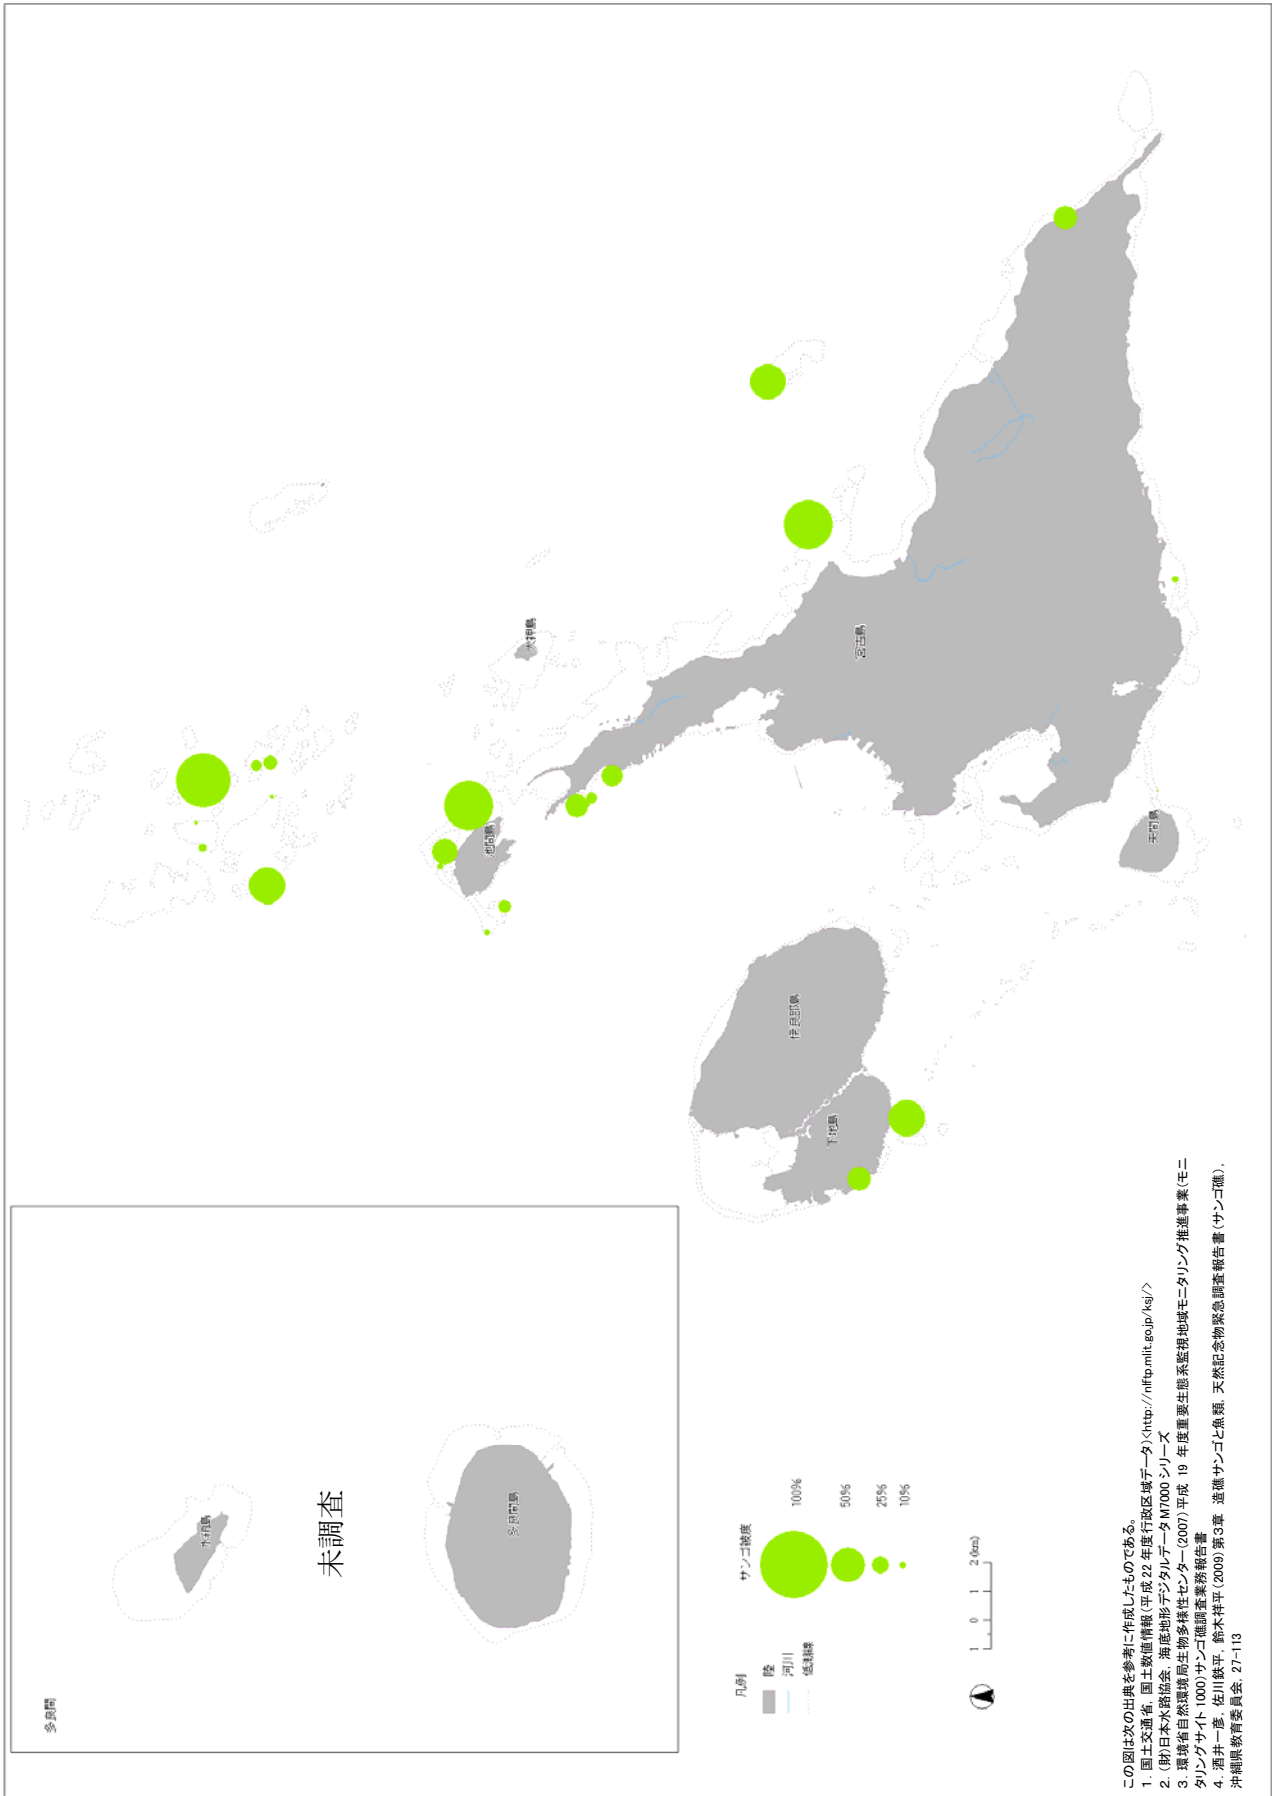 多良間
水納島
未調査
多良間島
池間島
大神島
宮古島
伊良部島
下地島
来間島
凡例
陸
河川
低潮線
サンゴ被度
100%
50%
25%
10%
1 0 1 2 (km)
この図は次の出典を参考に作成したものである。
1. 国土交通省, 国土数値情報(平成 22 年度行政区域データ)<http://nlftp.mlit.go.jp/ksj/>
2. (財)日本水路協会, 海底地形デジタルデータ M7000 シリーズ
3. 環境省自然環境局生物多様性センター(2007)平成 19 年度重要生態系監視地域モニタリング推進事業(モニ
タリングサイト 1000)サンゴ礁調査業務報告書
4. 酒井一彦, 佐川鉄平, 鈴木祥平(2009)第3章 造礁サンゴと魚類, 天然記念物緊急調査報告書(サンゴ礁),
沖縄県教育委員会, 27-113